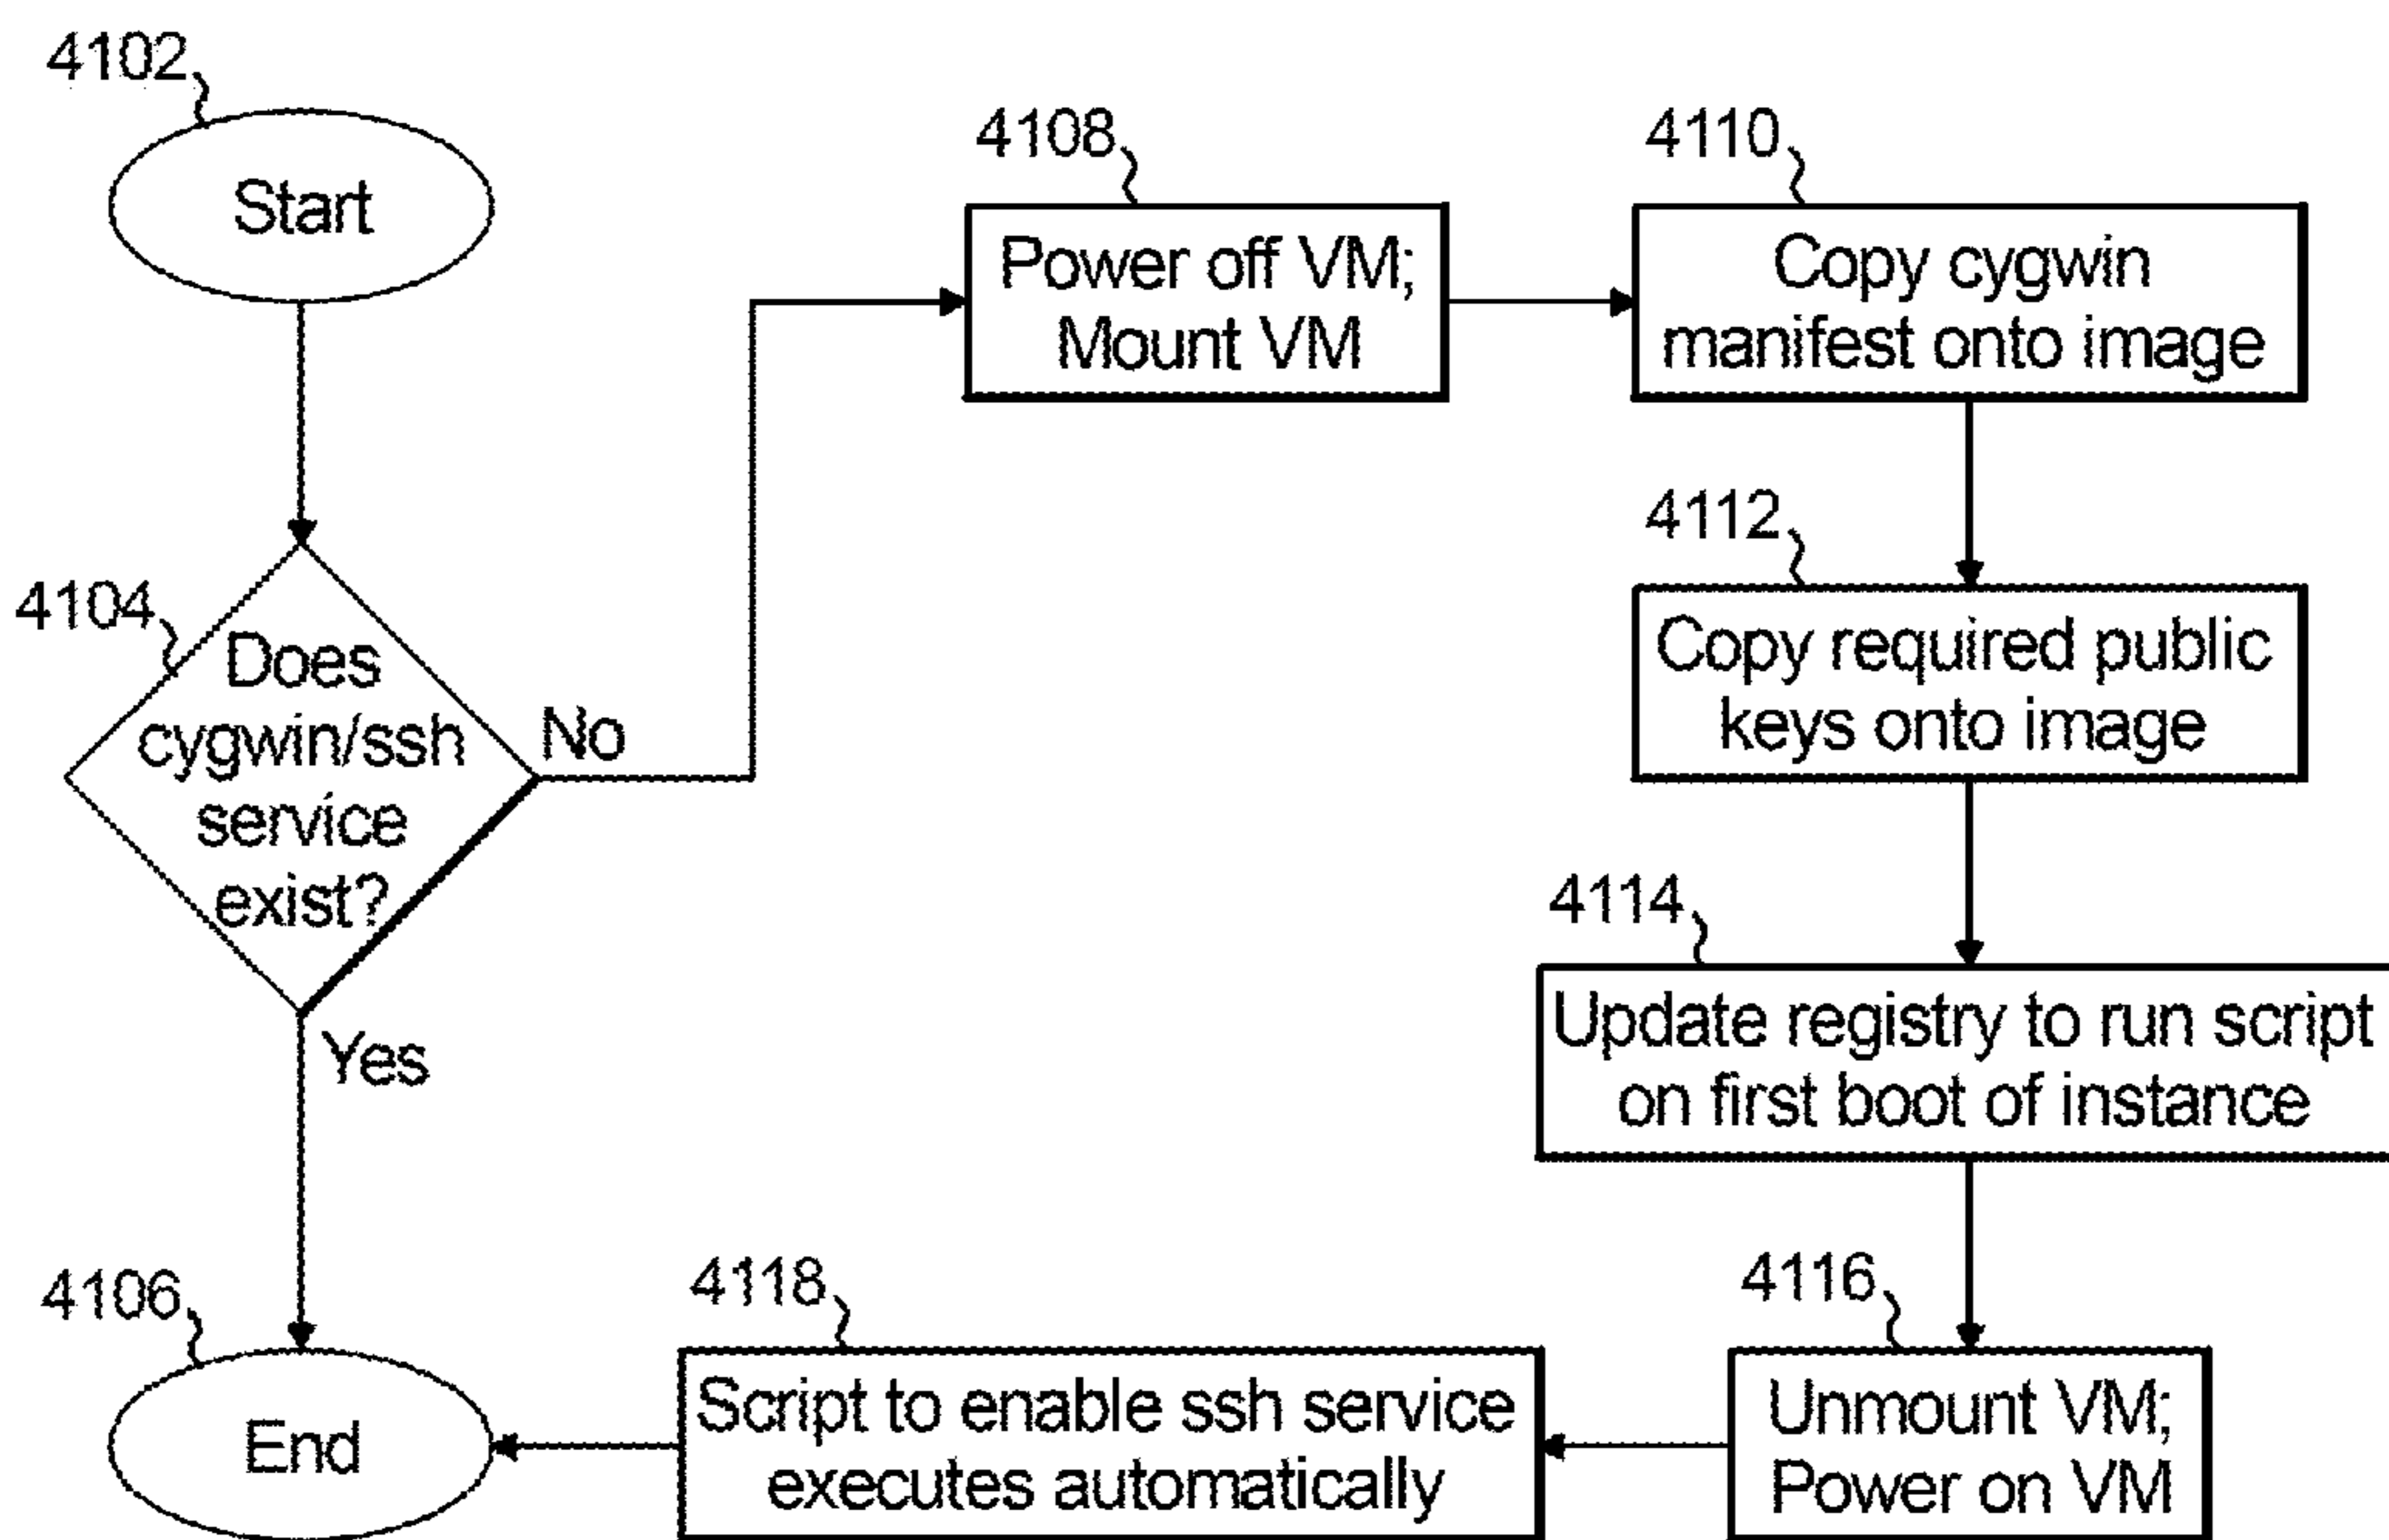 4102
Start
4104
Does
cygwin/ssh
service
exist?
No
Yes
4106
End
4108
Power off VM;
Mount VM
4110
Copy cygwin
manifest onto image
4112
Copy required public
keys onto image
4114
Update registry to run script
on first boot of instance
4116
Unmount VM;
Power on VM
4118
Script to enable ssh service
executes automatically